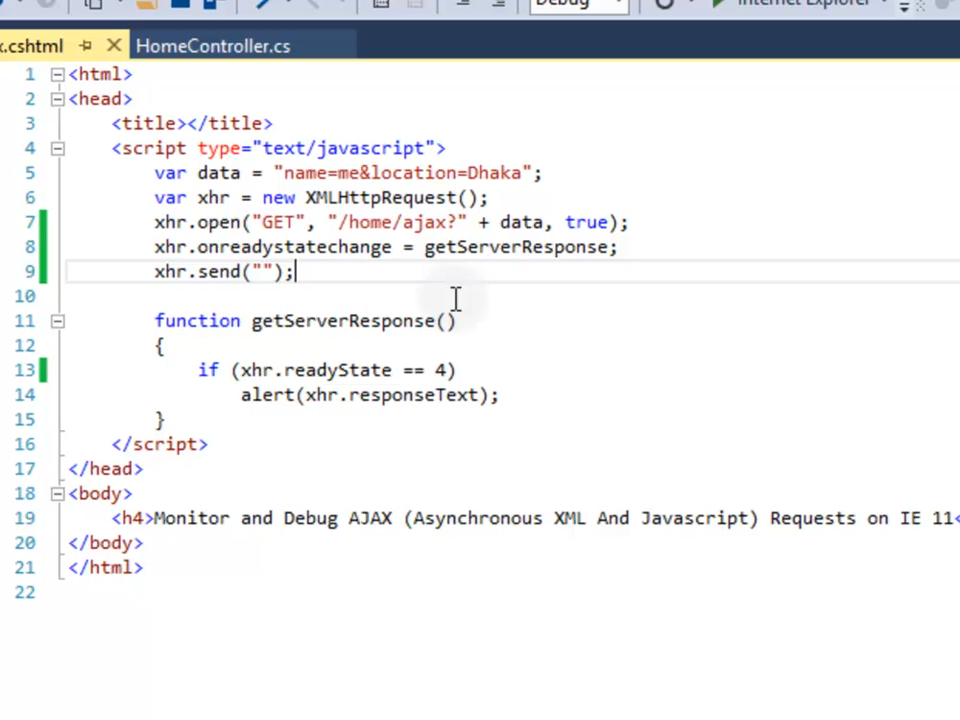 Debug Internet Explorer
x.cshtml HomeController.cs
1 <html>
2 <head>
3 <title></title>
4 <script type="text/javascript">
5 var data = "name=me&location=Dhaka";
6 var xhr = new XMLHttpRequest();
7 xhr.open("GET", "/home/ajax?" + data, true);
8 xhr.onreadystatechange = getServerResponse;
9 xhr.send("");
10
11 function getServerResponse()
12 {
13 if (xhr.readyState == 4)
14 alert(xhr.responseText);
15 }
16 </script>
17 </head>
18 <body>
19 <h4>Monitor and Debug AJAX (Asynchronous XML And Javascript) Requests on IE 11<
20 </body>
21 </html>
22